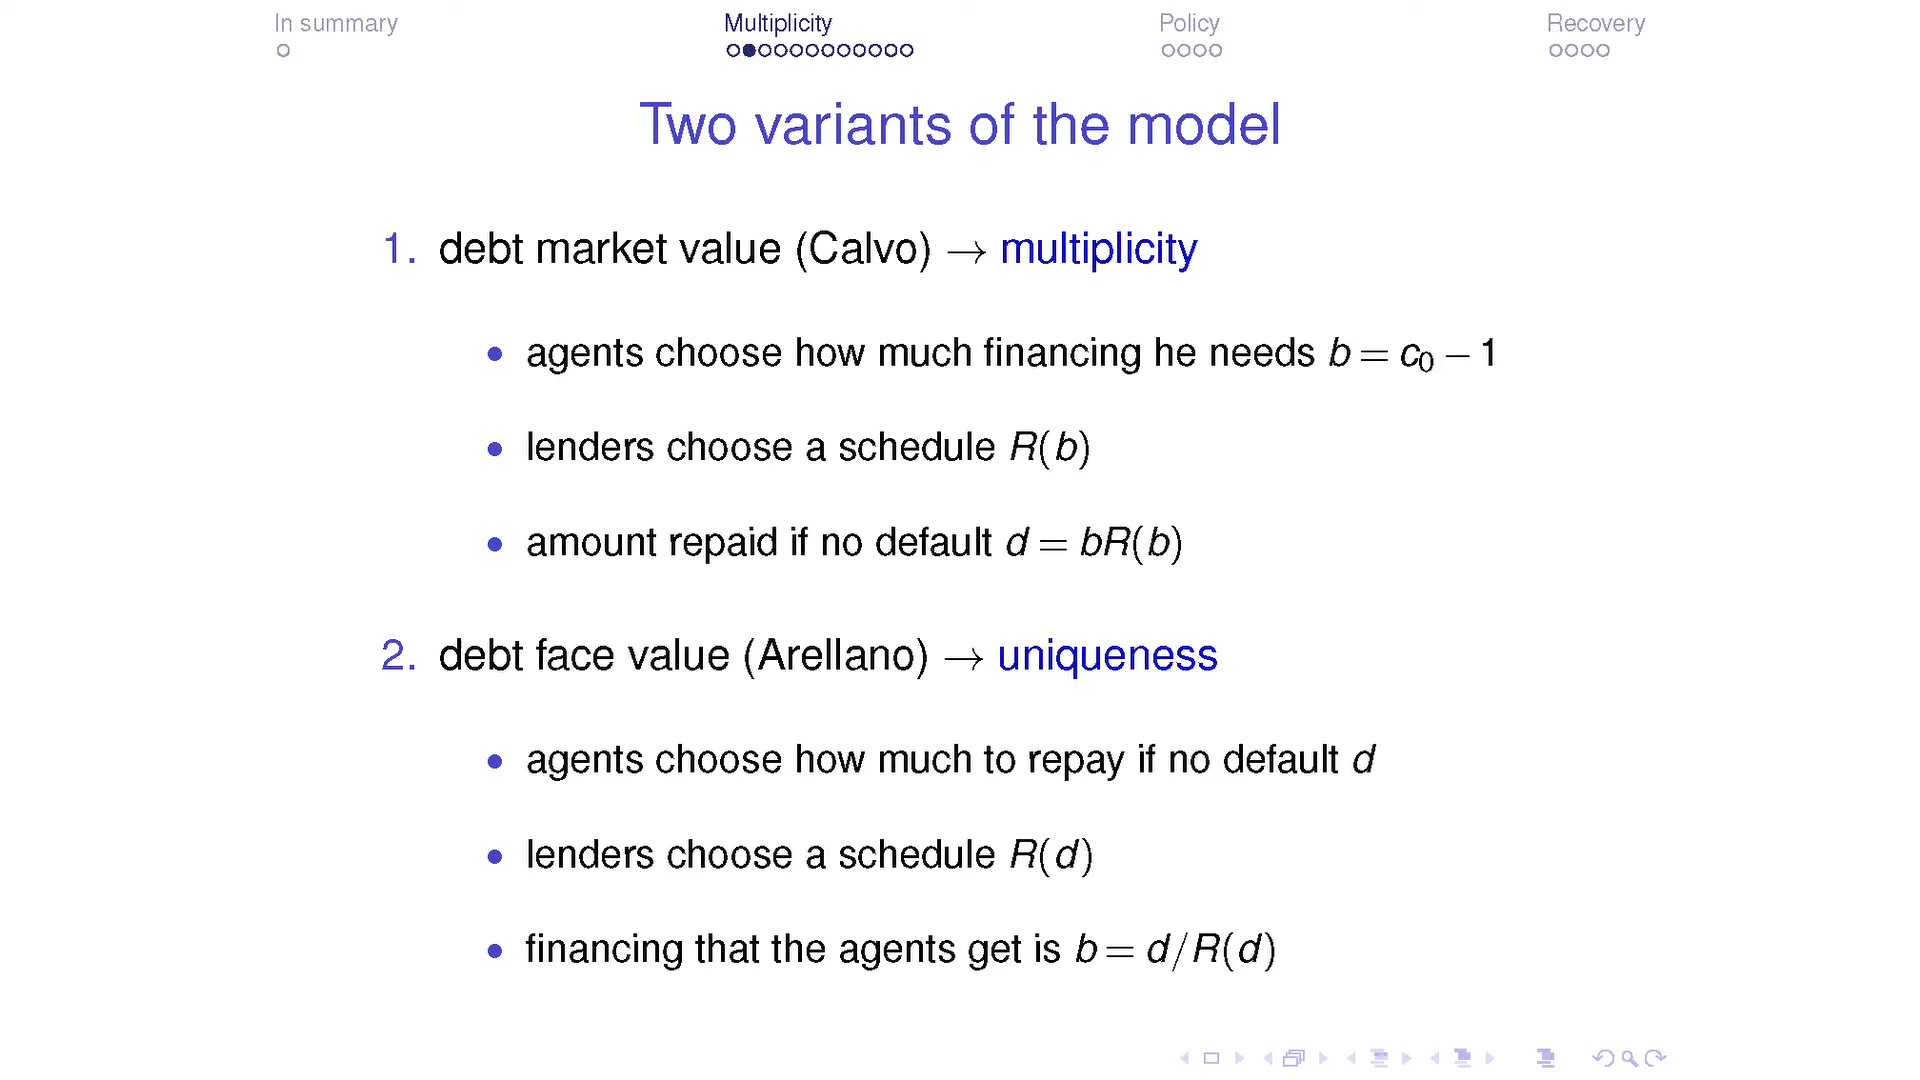 In summary Multiplicity Policy Recovery
Two variants of the model
1. debt market value (Calvo) → multiplicity
• agents choose how much financing he needs b = c₀ − 1
• lenders choose a schedule R(b)
• amount repaid if no default d = bR(b)
2. debt face value (Arellano) → uniqueness
• agents choose how much to repay if no default d
• lenders choose a schedule R(d)
• financing that the agents get is b = d/R(d)